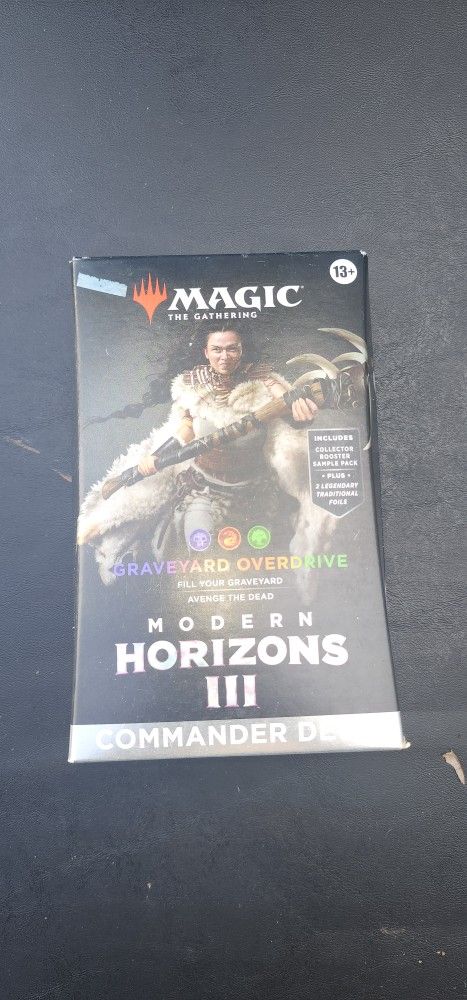 13+
MAGIC
THE GATHERING
INCLUDES
COLLECTOR
BOOSTER
SAMPLE PACK
• PLUS •
2 LEGENDARY
TRADITIONAL
FOILS
GRAVEYARD OVERDRIVE
FILL YOUR GRAVEYARD
AVENGE THE DEAD
MODERN
HORIZONS
III
COMMANDER